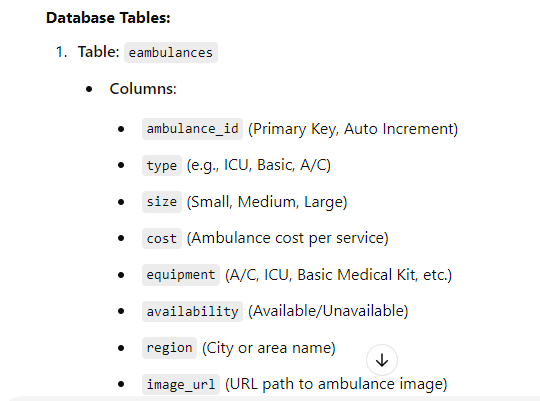 Database Tables:
1. Table: eambulances
• Columns:
• ambulance_id (Primary Key, Auto Increment)
• type (e.g., ICU, Basic, A/C)
• size (Small, Medium, Large)
• cost (Ambulance cost per service)
• equipment (A/C, ICU, Basic Medical Kit, etc.)
• availability (Available/Unavailable)
• region (City or area name)
• image_url (URL path to ambulance image)